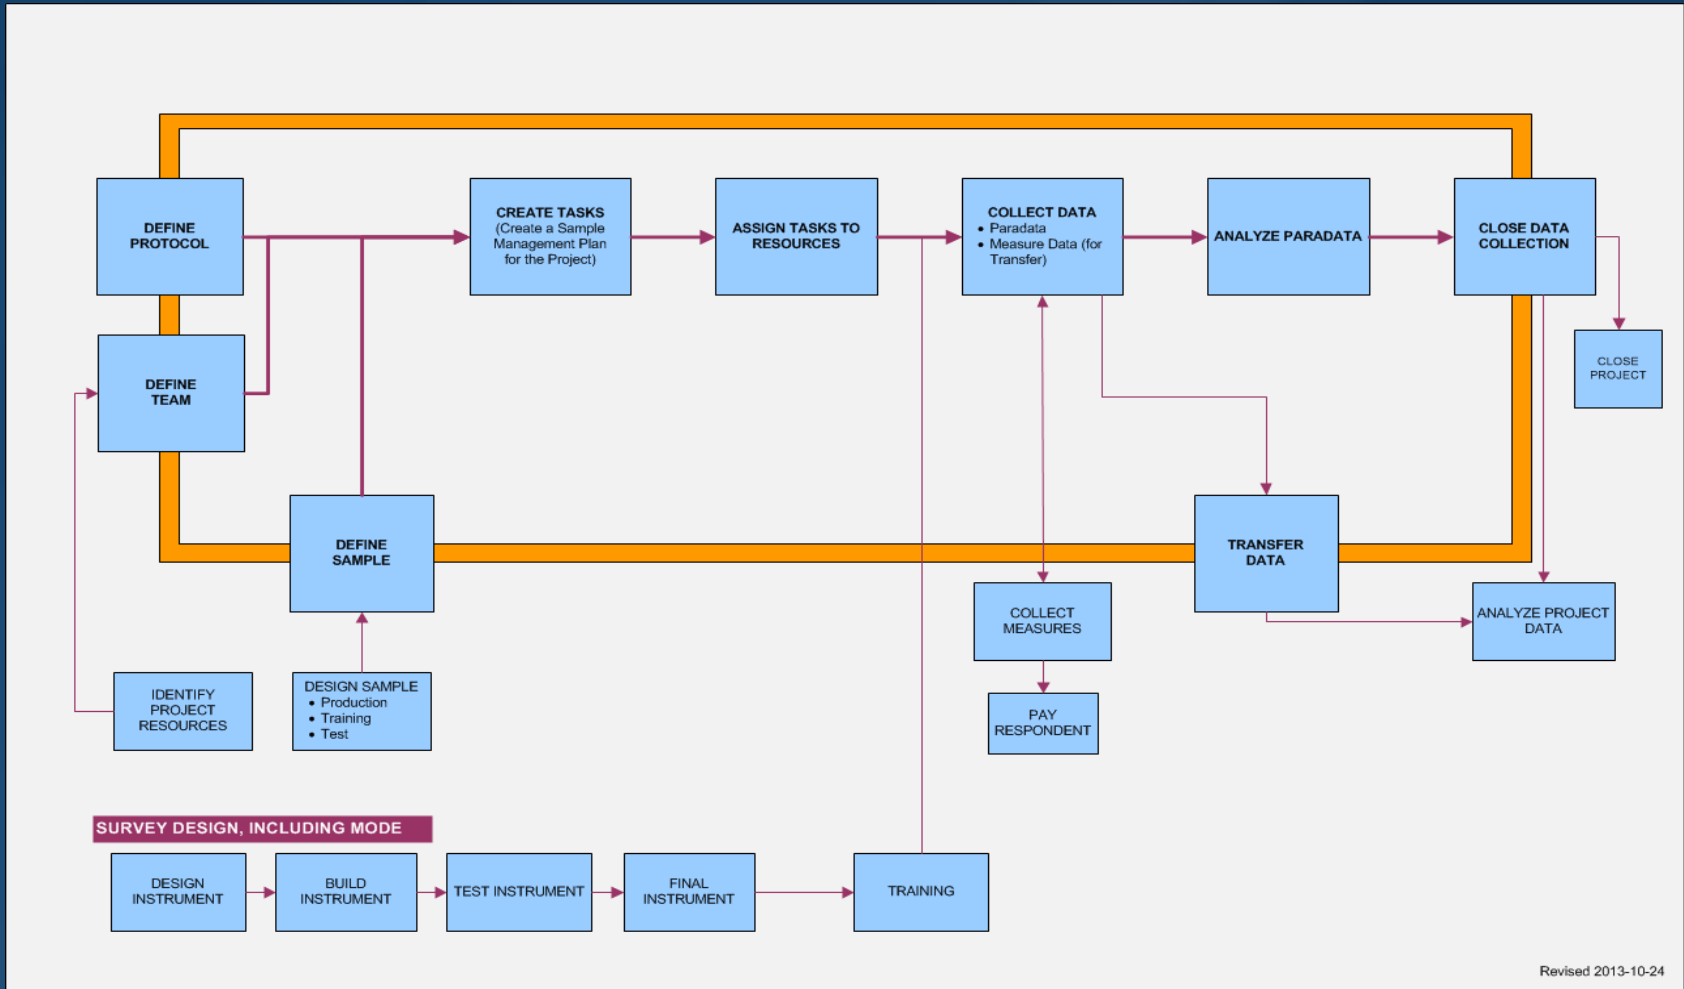 DEFINE
PROTOCOL
CREATE TASKS
(Create a Sample
Management Plan
for the Project)
ASSIGN TASKS TO
RESOURCES
COLLECT DATA
• Paradata
• Measure Data (for
Transfer)
ANALYZE PARADATA
CLOSE DATA
COLLECTION
CLOSE
PROJECT
DEFINE
TEAM
DEFINE
SAMPLE
TRANSFER
DATA
COLLECT
MEASURES
ANALYZE PROJECT
DATA
IDENTIFY
PROJECT
RESOURCES
DESIGN SAMPLE
• Production
• Training
• Test
PAY
RESPONDENT
SURVEY DESIGN, INCLUDING MODE
DESIGN
INSTRUMENT
BUILD
INSTRUMENT
TEST INSTRUMENT
FINAL
INSTRUMENT
TRAINING
Revised 2013-10-24